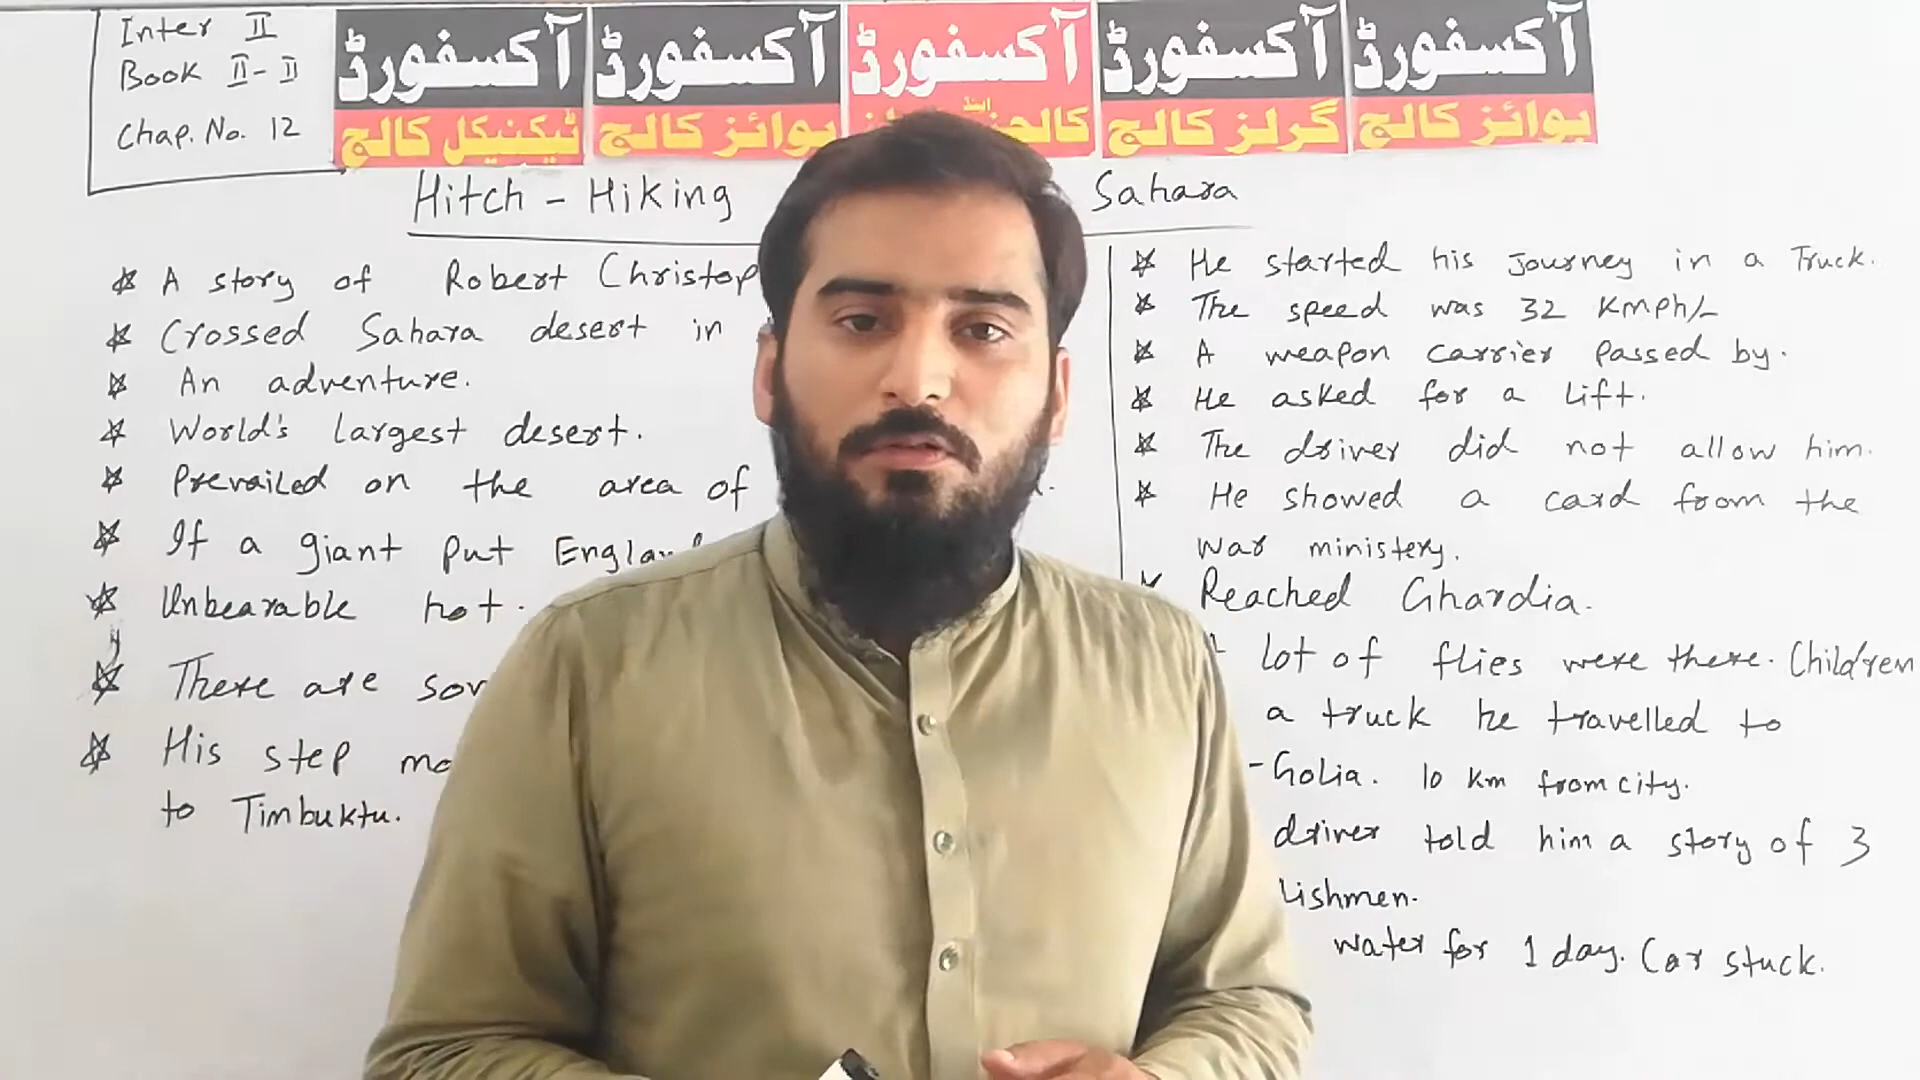 Inter II
Book II-II
Chap. No. 12
آکسفورڈ
ٹیکنیکل کالج
آکسفورڈ
بوائز کالج
آکسفورڈ
اینڈ
آکسفورڈ
گرلز کالج
آکسفورڈ
بوائز کالج
Hitch-Hiking Sahara
A story of Robert
Crossed Sahara desert in
An adventure.
World's largest desert.
Prevailed on the area of
If a giant put
Unbearable hot.
There are
His step
to Timbuktu.
He started his Journey in a Truck.
The speed was 32 KmPh/-
A weapon carrier Passed by.
He asked for a Lift.
The driver did not allow him.
He showed a card from the
war ministery.
Reached Ghardia.
lot of flies were there. Children
a truck he travelled to
-Golia. 10 Km from city.
driver told him a story of 3
lishmen.
water for 1 day. Car stuck.